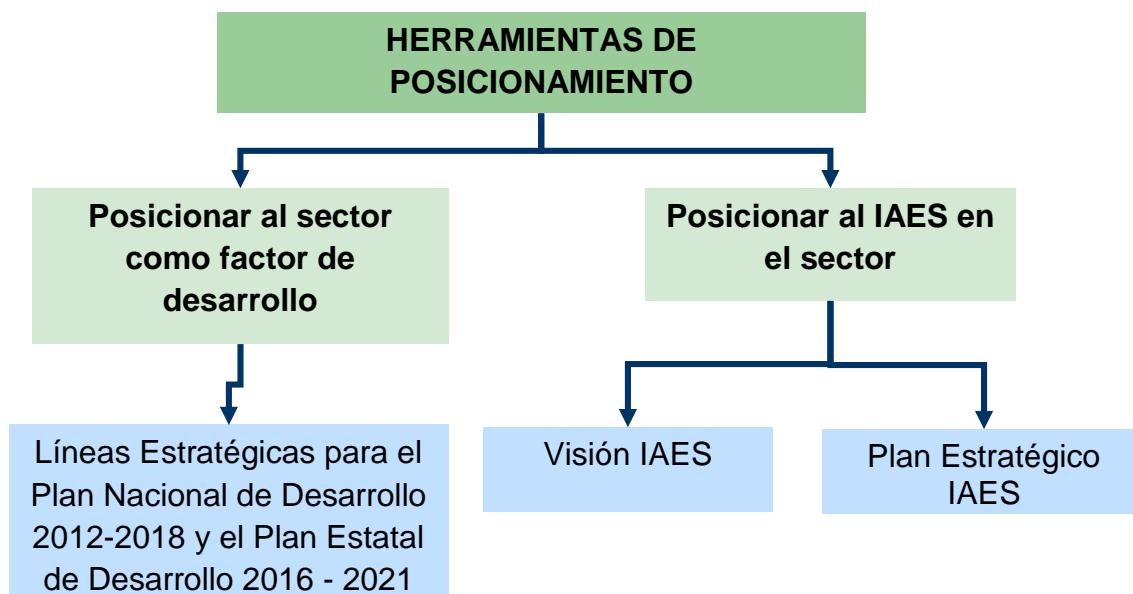 HERRAMIENTAS DE
POSICIONAMIENTO
Posicionar al sector
como factor de
desarrollo
Posicionar al IAES en
el sector
Líneas Estratégicas para el
Plan Nacional de Desarrollo
2012-2018 y el Plan Estatal
de Desarrollo 2016 - 2021
Visión IAES
Plan Estratégico
IAES